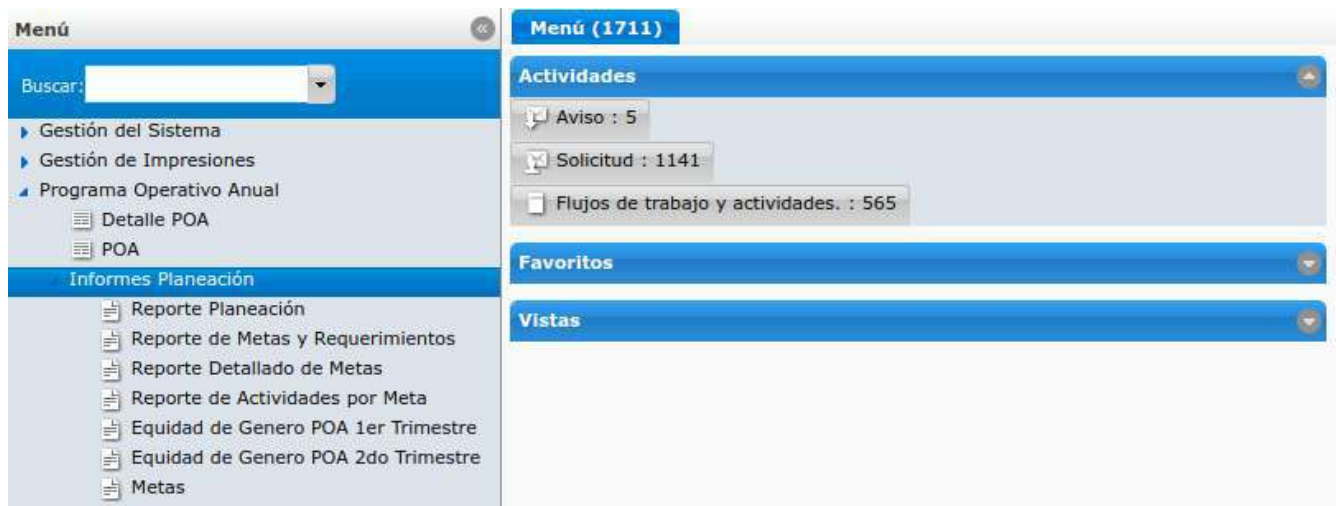 Menú
Buscar:
Gestión del Sistema
Gestión de Impresiones
Programa Operativo Anual
Detalle POA
POA
Informes Planeación
Reporte Planeación
Reporte de Metas y Requerimientos
Reporte Detallado de Metas
Reporte de Actividades por Meta
Equidad de Genero POA 1er Trimestre
Equidad de Genero POA 2do Trimestre
Metas
Menú (1711)
Actividades
Aviso : 5
Solicitud : 1141
Flujos de trabajo y actividades. : 565
Favoritos
Vistas